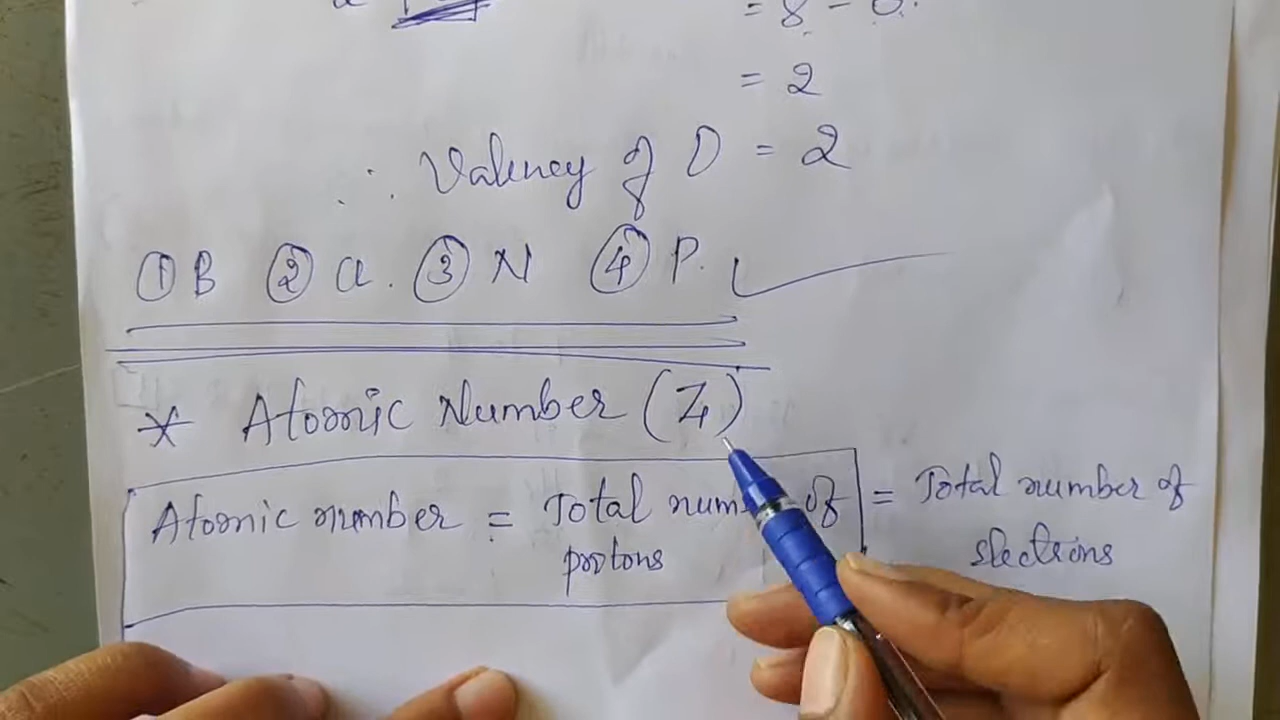 = 8 - 6.
= 2
∴ Valency of O = 2
① B ② Cl. ③ N ④ P.
* Atomic Number (Z)
Atomic number = Total number of = Total number of
protons electrons